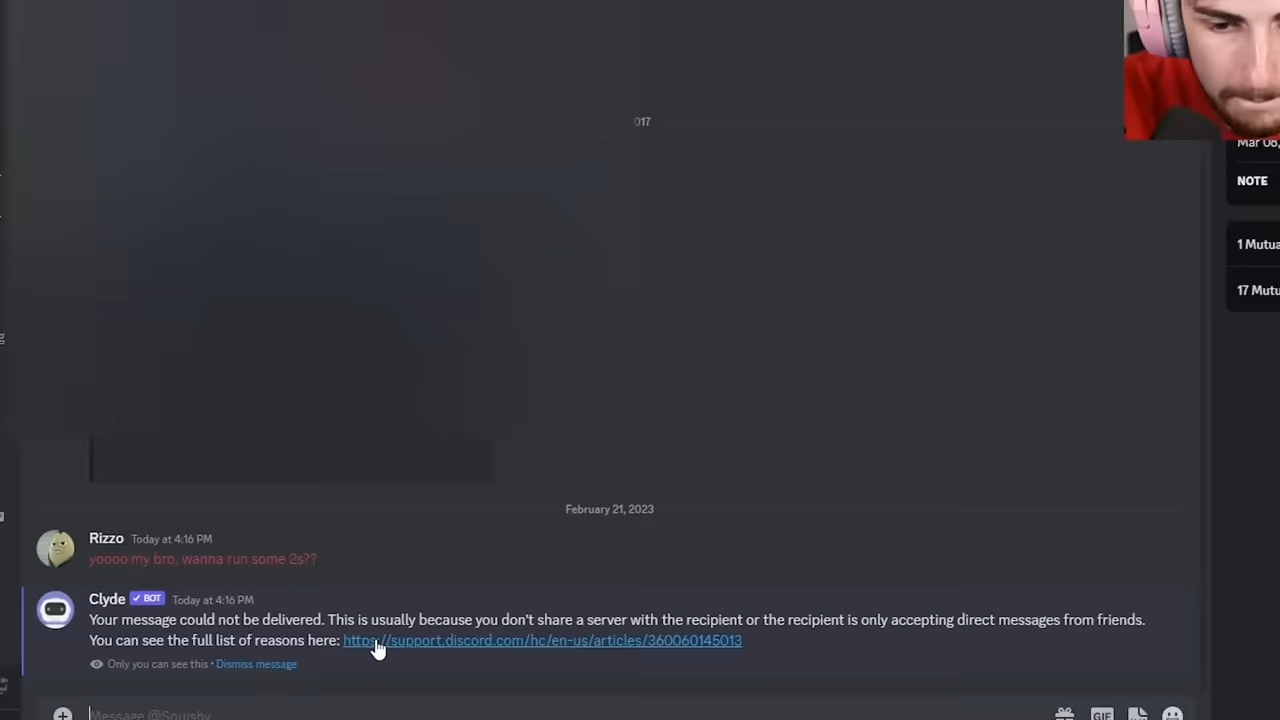 017
Mar 08,
NOTE
1 Mutua
17 Mutu
February 21, 2023
Rizzo Today at 4:16 PM
yoooo my bro, wanna run some 2s??
Clyde BOT Today at 4:16 PM
Your message could not be delivered. This is usually because you don't share a server with the recipient or the recipient is only accepting direct messages from friends.
You can see the full list of reasons here: https://support.discord.com/hc/en-us/articles/360060145013
Only you can see this • Dismiss message
Message @Squishy
GIF